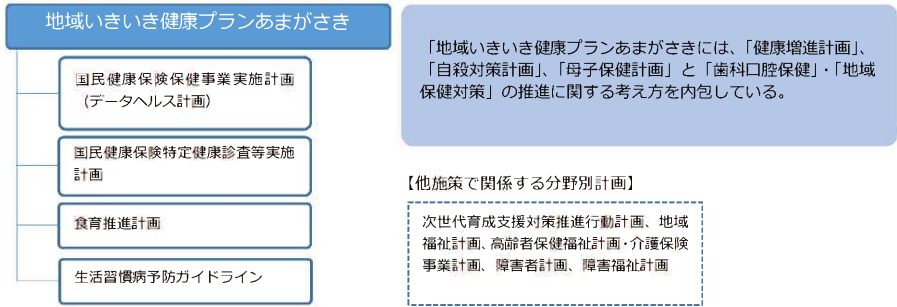 地域いきいき健康プランあまがさき
国民健康保険保健事業実施計画
(データヘルス計画)
国民健康保険特定健康診査等実施
計画
食育推進計画
生活習慣病予防ガイドライン
「地域いきいき健康プランあまがさきには、「健康増進計画」、
「自殺対策計画」、「母子保健計画」と「歯科口腔保健」・「地域
保健対策」の推進に関する考え方を内包している。
【他施策で関係する分野別計画】
次世代育成支援対策推進行動計画、地域
福祉計画、高齢者保健福祉計画・介護保険
事業計画、障害者計画、障害福祉計画